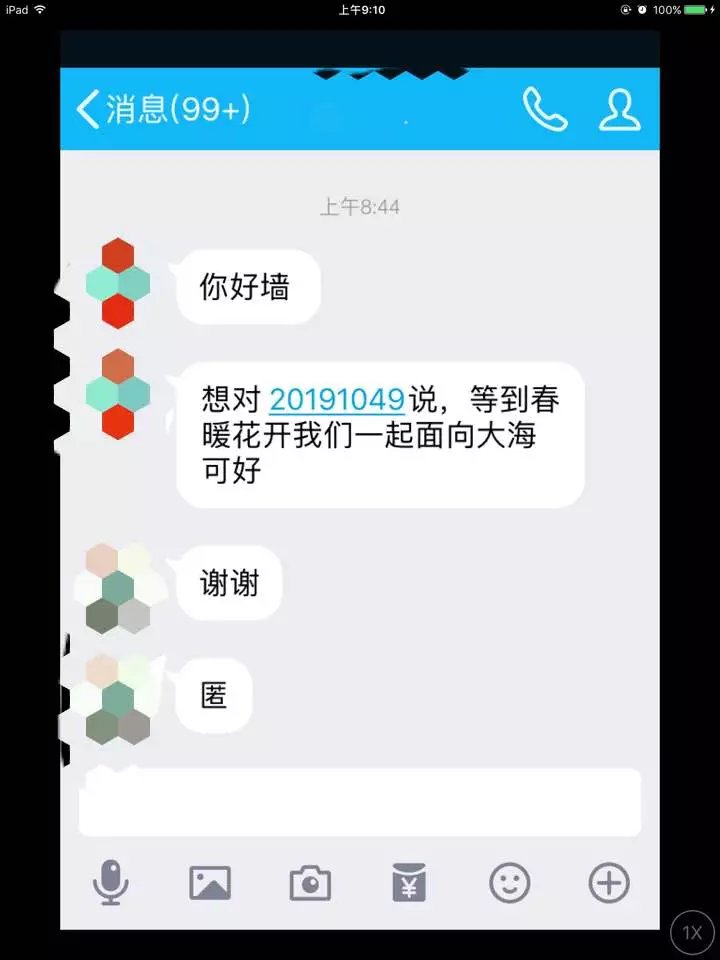 iPad 上午9:10 100%
消息(99+)
上午8:44
你好墙
想对 20191049说，等到春
暖花开我们一起面向大海
可好
谢谢
匿
¥
1X